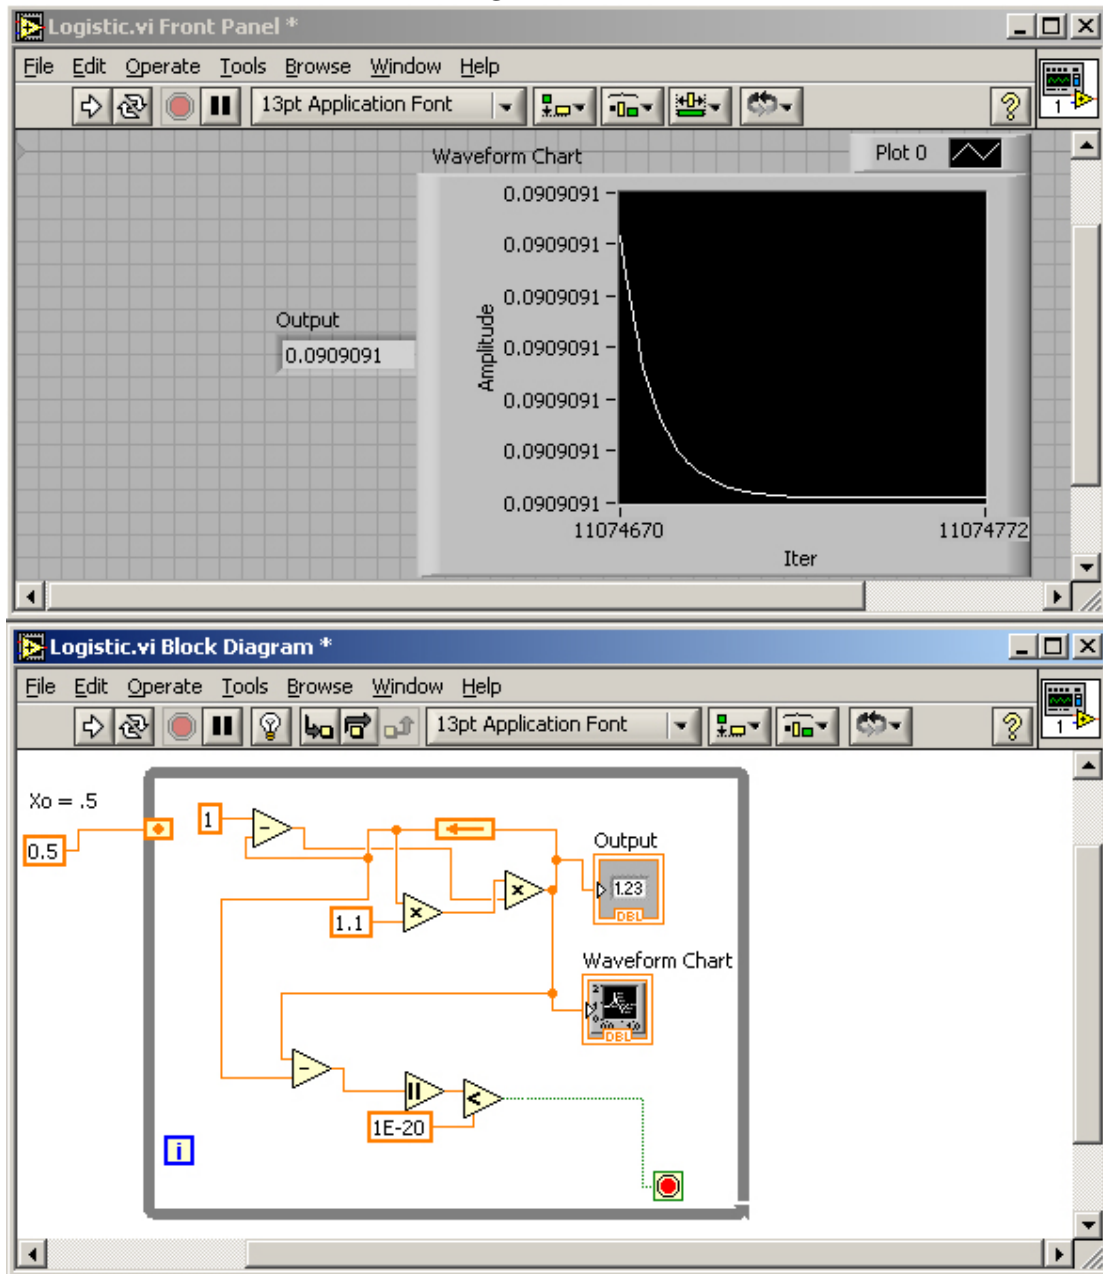 Logistic.vi Front Panel *
File Edit Operate Tools Browse Window Help
13pt Application Font
?
1
Waveform Chart
Plot 0
0.0909091
0.0909091
0.0909091
0.0909091
0.0909091
0.0909091
0.0909091
Amplitude
11074670
11074772
Iter
Output
0.0909091
Logistic.vi Block Diagram *
File Edit Operate Tools Browse Window Help
13pt Application Font
?
1
Xo = .5
0.5
1
1.1
Output
1.23
DBL
Waveform Chart
DBL
1E-20
i